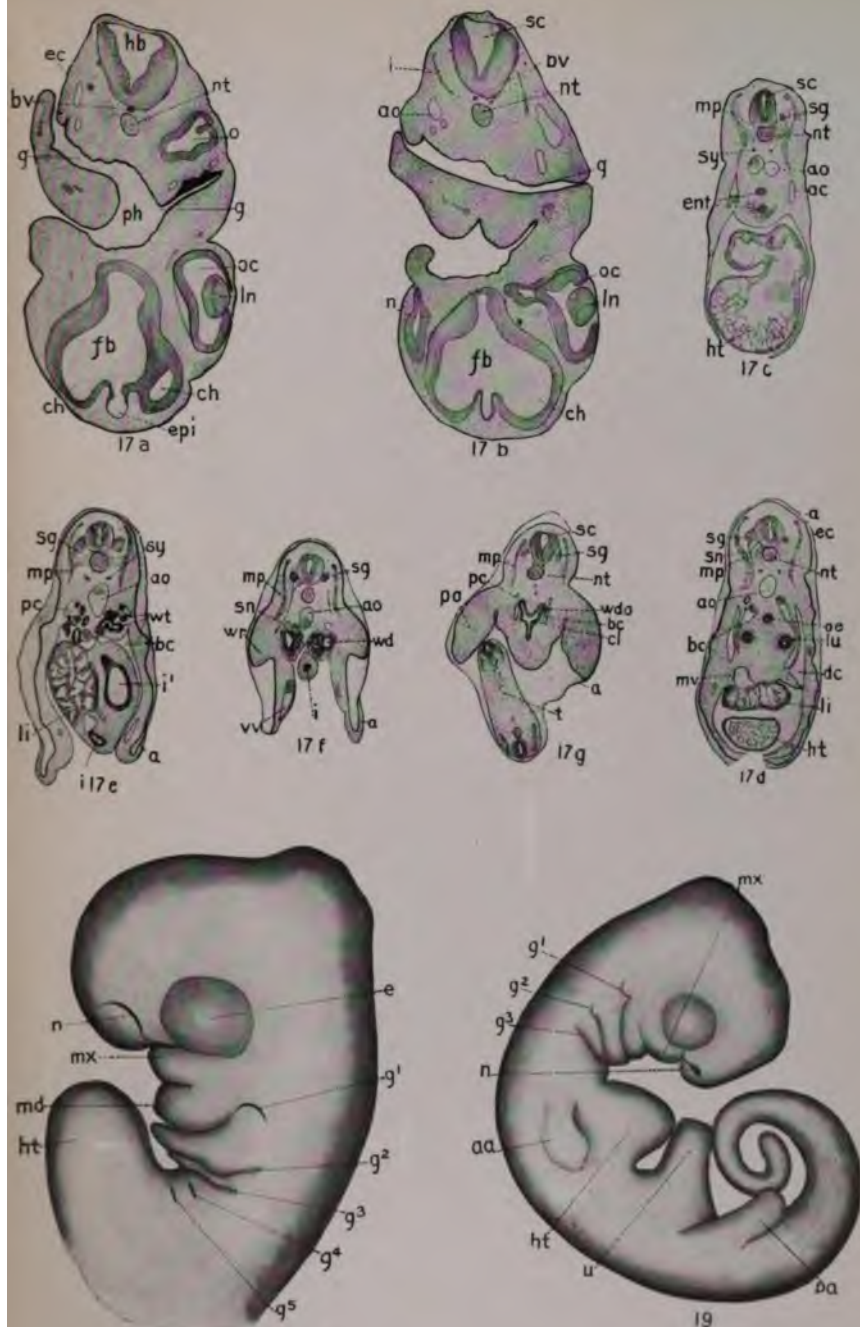 hb
ec
bv
nt
o
g
ph
g
oc
ln
fb
ch
ch
epi
17 a
sc
i
bv
nt
ao
g
oc
n
ln
fb
ch
17 b
sc
mp
sg
nt
sy
ao
ac
ent
ht
17 c
sg
sy
mp
ao
pc
wt
bc
i'
li
a
i
17 e
mp
sg
sn
ao
wr
wd
vv
i
a
17 f
sc
mp
sg
pc
nt
pa
wdo
bc
cl
a
t
17 g
a
sg
ec
sn
mp
nt
ao
oe
lu
bc
dc
mv
li
ht
17 d
n
e
mx
md
g¹
ht
g²
g³
g⁴
g⁵
mx
g¹
g²
g³
n
aa
ht
u
pa
19